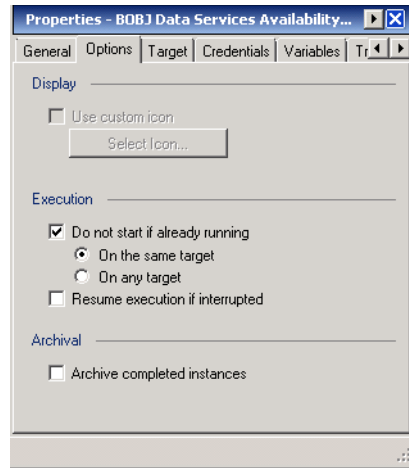 Properties - BOBJ Data Services Availability...
General Options Target Credentials Variables
Display
Use custom icon
Select Icon...
Execution
Do not start if already running
On the same target
On any target
Resume execution if interrupted
Archival
Archive completed instances